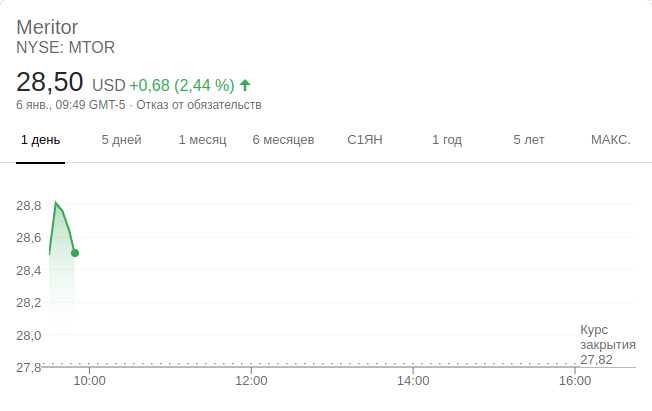 Meritor
NYSE: MTOR
28,50 USD +0,68 (2,44 %)
6 янв., 09:49 GMT-5 · Отказ от обязательств
1 день 5 дней 1 месяц 6 месяцев С1ЯН 1 год 5 лет МАКС.
28,8
28,6
28,4
28,2
28,0
27,8
Курс
закрытия
27,82
10:00 12:00 14:00 16:00